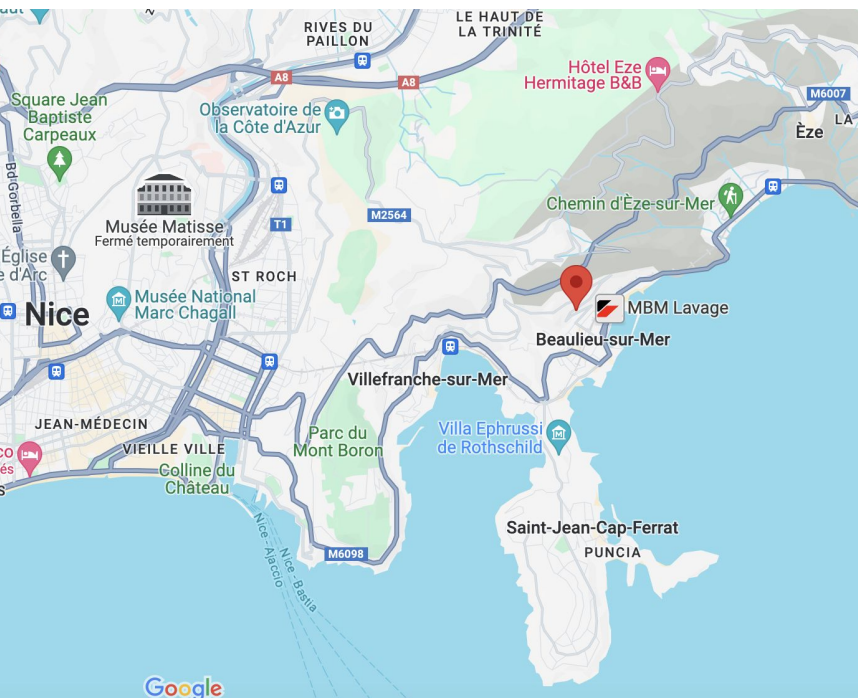 RIVES DU
PAILLON
LE HAUT DE
LA TRINITÉ
A8
A8
Hôtel Eze
Hermitage B&B
M6007
Square Jean
Baptiste
Carpeaux
Observatoire de
la Côte d'Azur
LA
Èze
Bd Gorbella
Musée Matisse
Fermé temporairement
T1
M2564
Chemin d'Èze-sur-Mer
Église
e d'Arc
ST ROCH
Nice
Musée National
Marc Chagall
MBM Lavage
Beaulieu-sur-Mer
Villefranche-sur-Mer
JEAN-MÉDECIN
VIEILLE VILLE
Parc du
Mont Boron
Villa Ephrussi
de Rothschild
CO
és
Colline du
Château
S
Saint-Jean-Cap-Ferrat
PUNCIA
M6098
Nice - Ajaccio
Nice - Bastia
Google